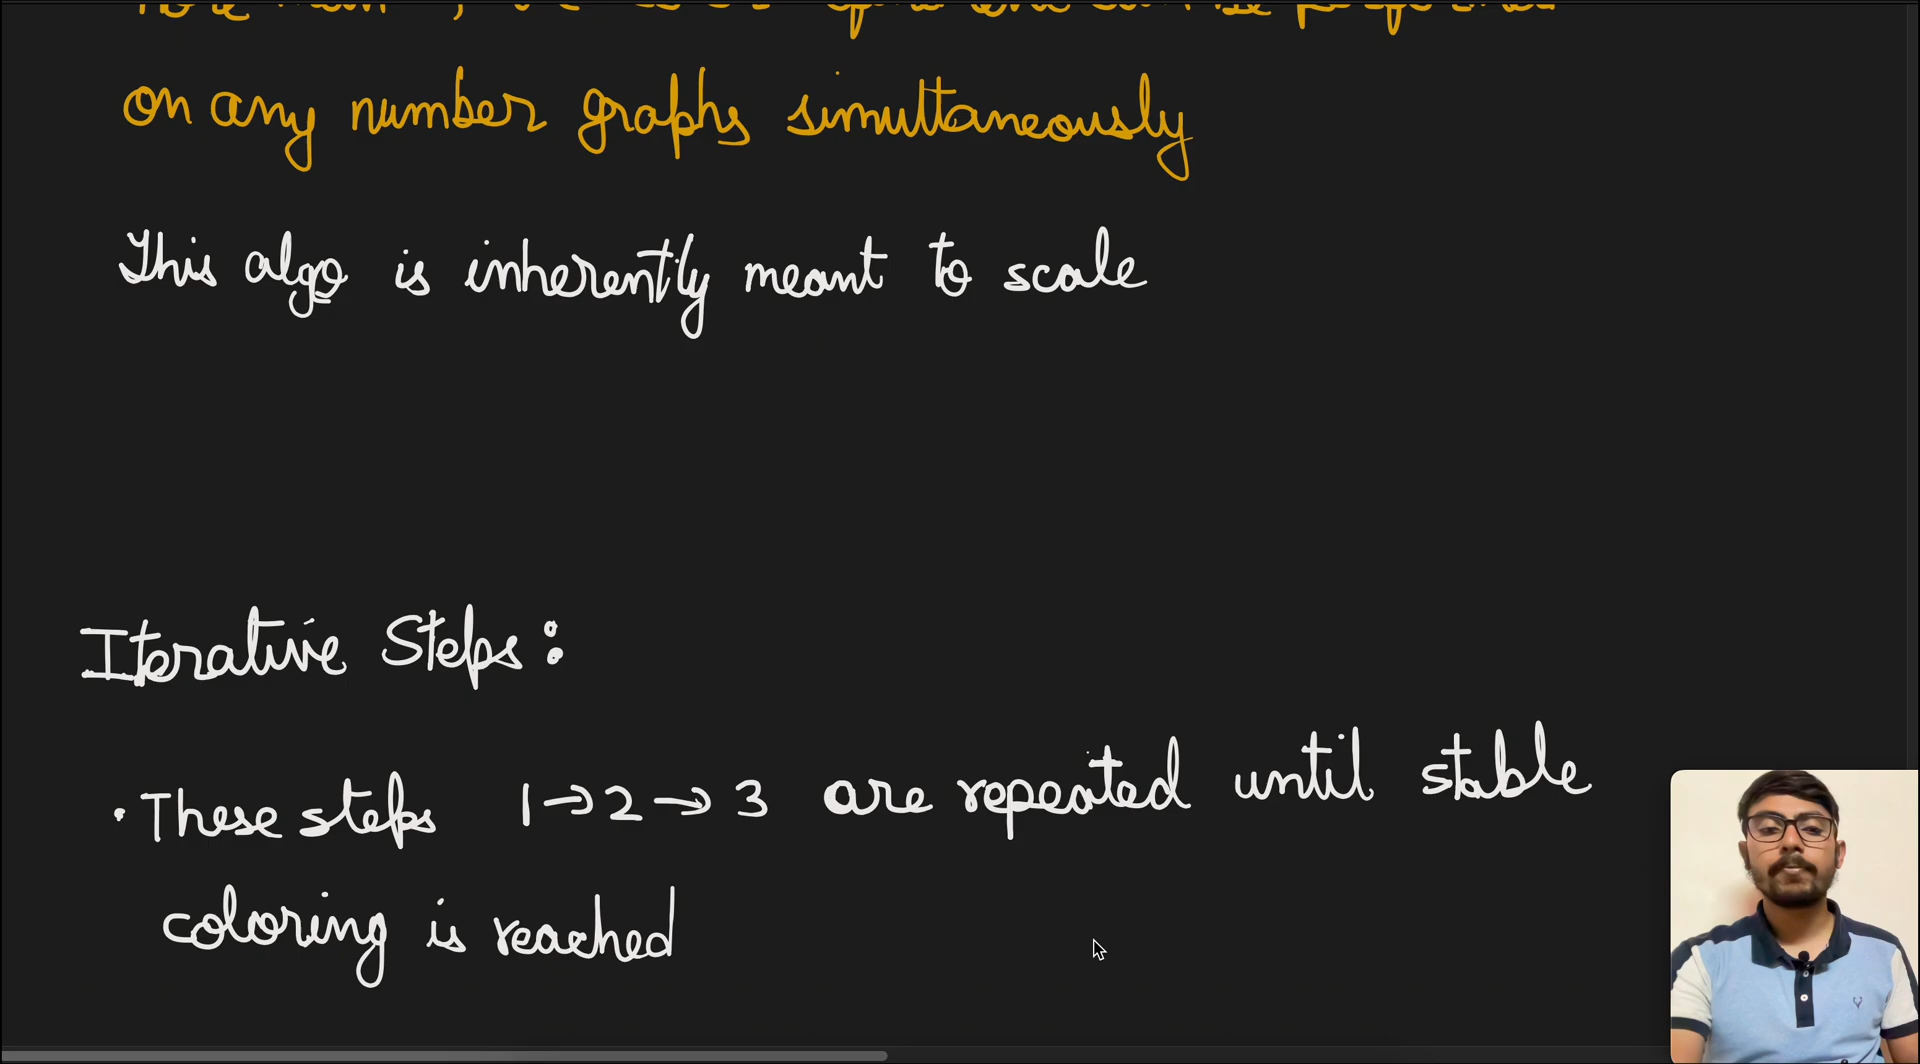 on any number graphs simultaneously
This algo is inherently meant to scale
Iterative Steps:
• These steps 1→2→3 are repeated until stable
coloring is reached